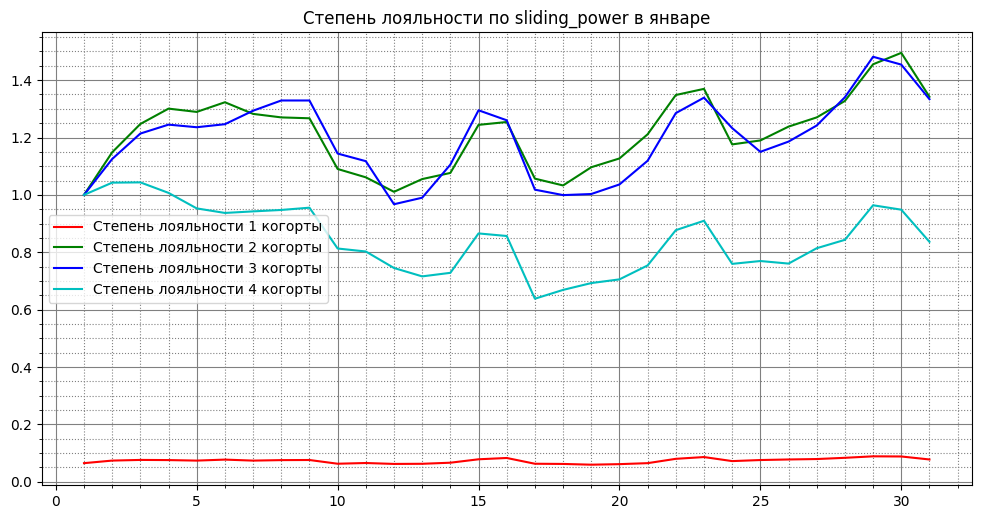 Степень лояльности по sliding_power в январе
1.4
1.2
1.0
0.8
0.6
0.4
0.2
0.0
Степень лояльности 1 когорты
Степень лояльности 2 когорты
Степень лояльности 3 когорты
Степень лояльности 4 когорты
0 5 10 15 20 25 30